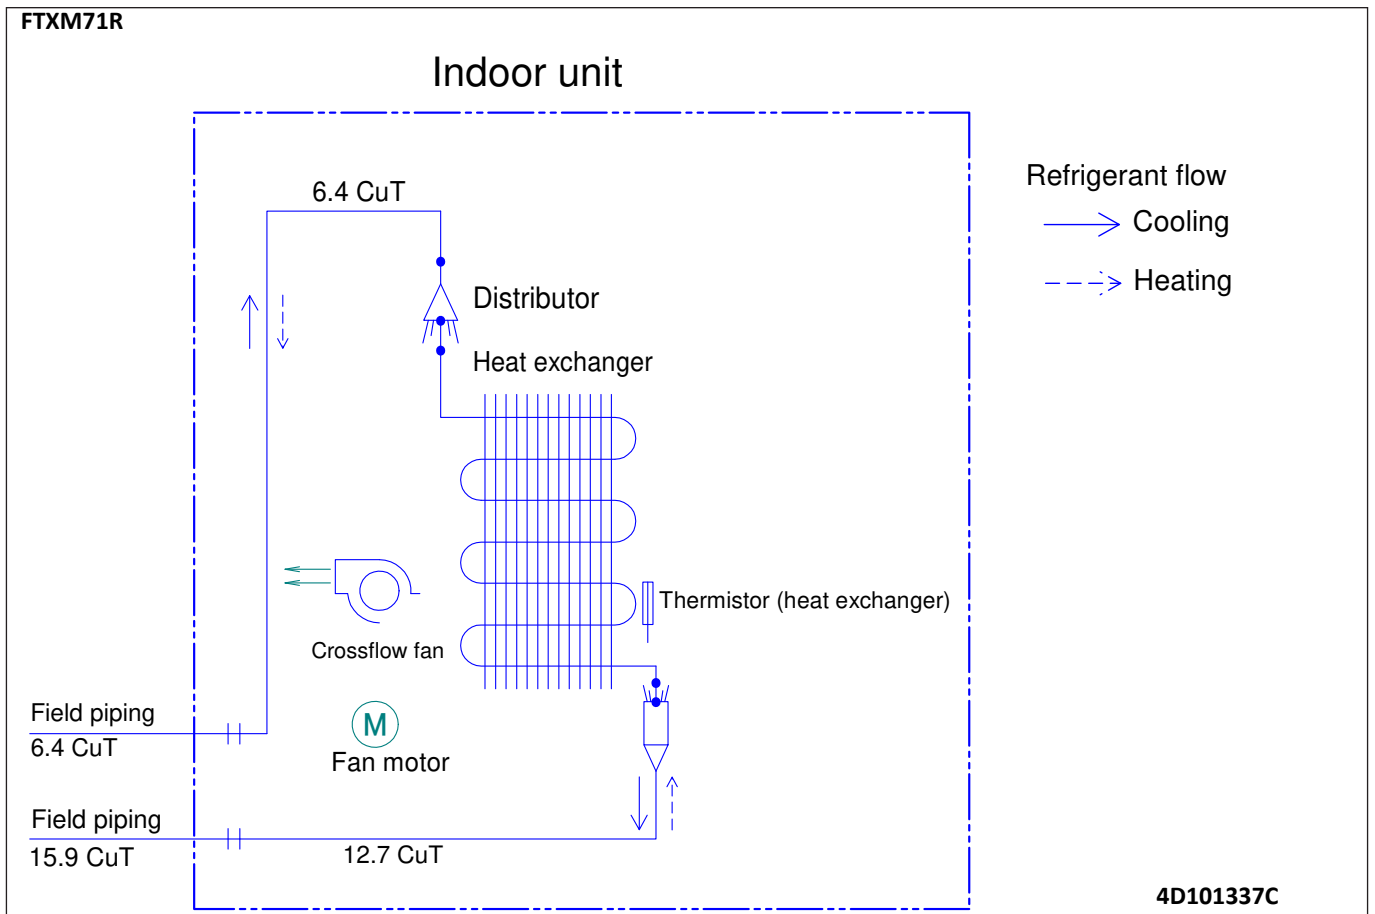 FTXM71R
Indoor unit
6.4 CuT
Refrigerant flow
Cooling
Heating
Distributor
Heat exchanger
Thermistor (heat exchanger)
Crossflow fan
Field piping
6.4 CuT
M
Fan motor
Field piping
15.9 CuT
12.7 CuT
4D101337C